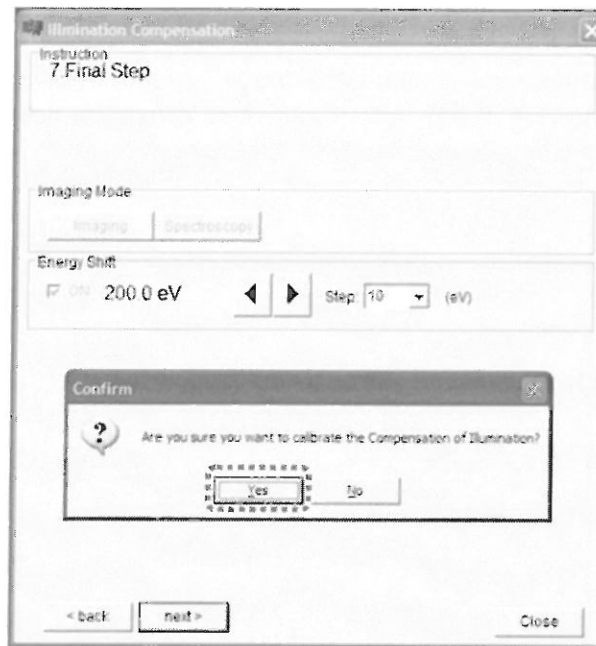 Illumination Compensation
Instruction
7.Final Step
Imaging Mode
Imaging Spectroscopy
Energy Shift
ON 200.0 eV Step: 10 (eV)
Confirm
Are you sure you want to calibrate the Compensation of Illumination?
Yes No
< back next > Close